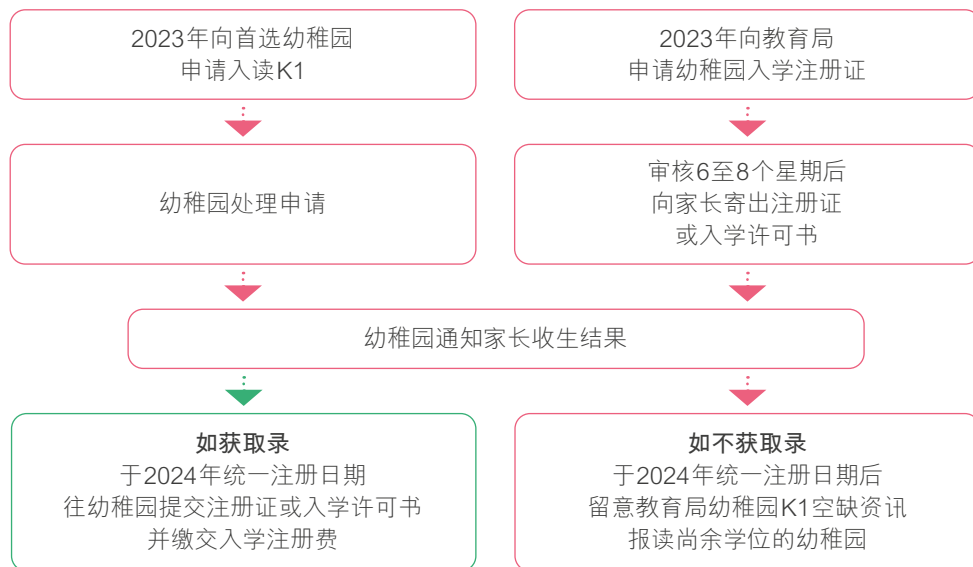 2023年向首选幼稚园
申请入读K1
2023年向教育局
申请幼稚园入学注册证
幼稚园处理申请
审核6至8个星期后
向家长寄出注册证
或入学许可书
幼稚园通知家长收生结果
如获取录
于2024年统一注册日期
往幼稚园提交注册证或入学许可书
并缴交入学注册费
如不获取录
于2024年统一注册日期后
留意教育局幼稚园K1空缺资讯
报读尚余学位的幼稚园